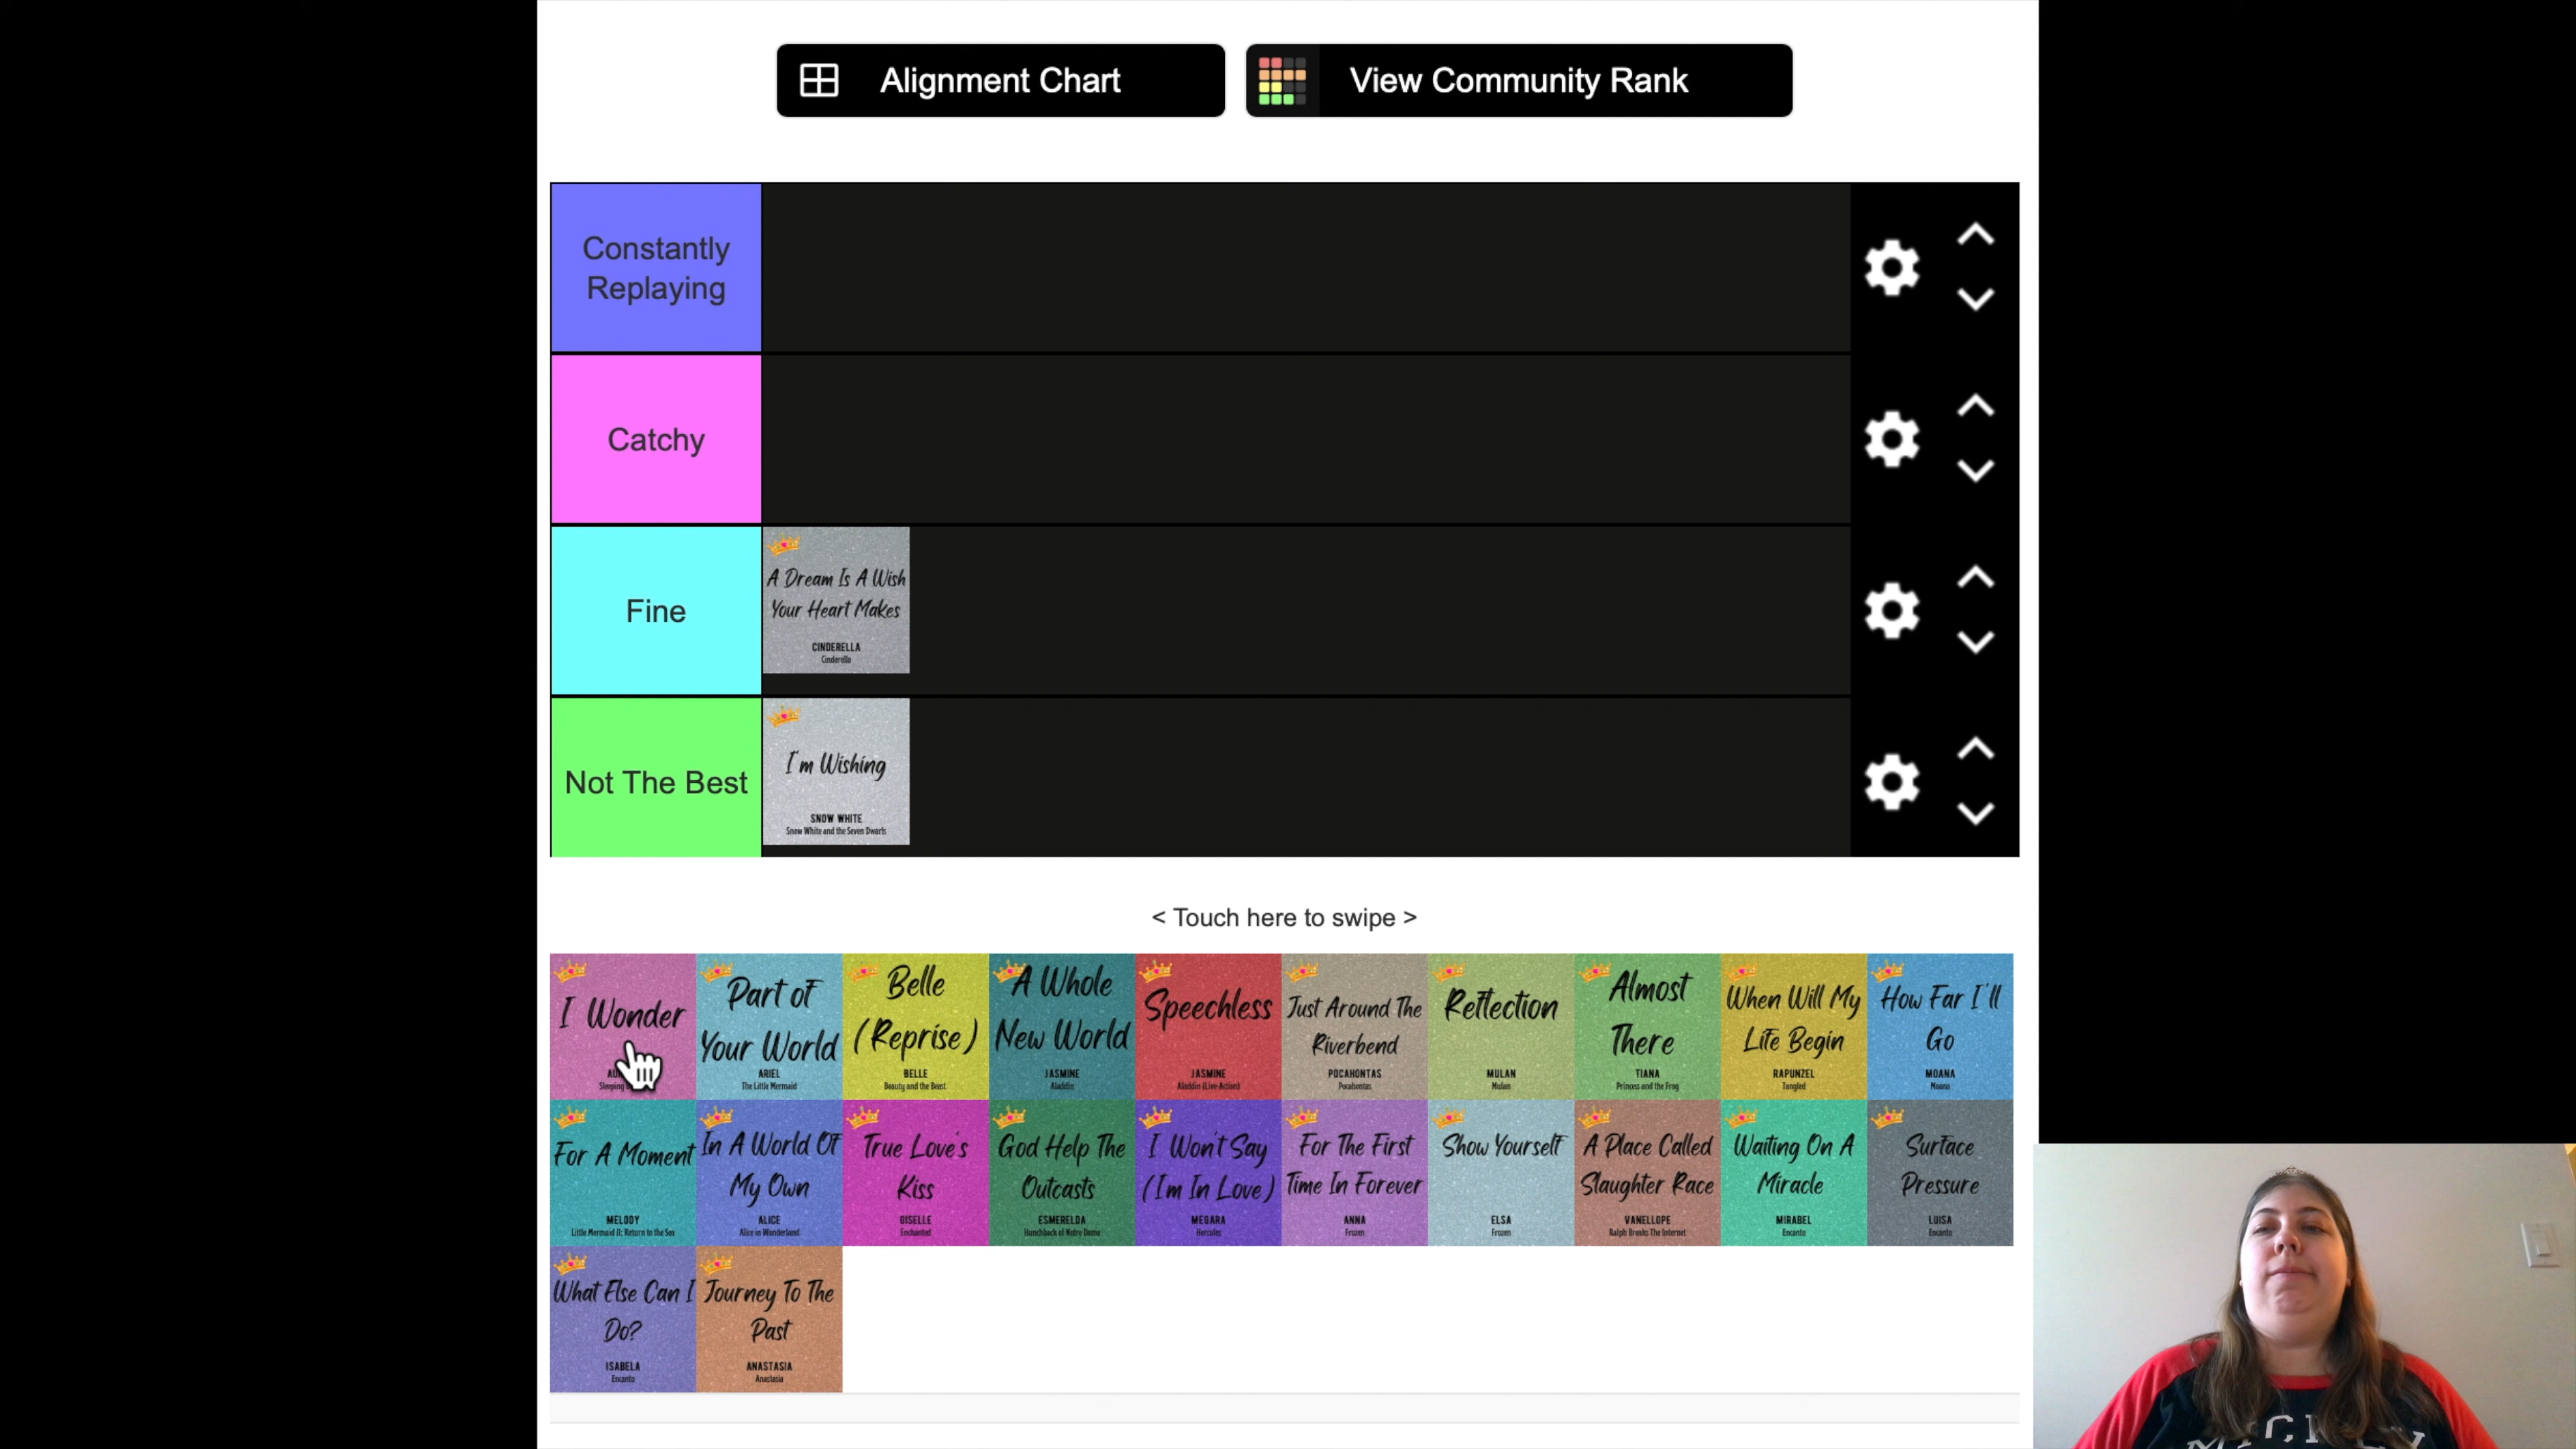 Alignment Chart
View Community Rank
Constantly
Replaying
Catchy
Fine
A Dream Is A Wish
Your Heart Makes
CINDERELLA
Cinderella
Not The Best
I'm Wishing
SNOW WHITE
Snow White and the Seven Dwarfs
< Touch here to swipe >
I Wonder
Sleeping
Part of
Your World
ARIEL
The Little Mermaid
Belle
(Reprise)
BELLE
Beauty and the Beast
A Whole
New World
JASMINE
Aladdin
Speechless
JASMINE
Aladdin (Live-Action)
Just Around The
Riverbend
POCAHONTAS
Pocahontas
Reflection
MULAN
Mulan
Almost
There
TIANA
Princess and the Frog
When Will My
Life Begin
RAPUNZEL
Tangled
How Far I'll
Go
MOANA
Moana
For A Moment
MELODY
Little Mermaid II: Return to the Sea
In A World Of
My Own
ALICE
Alice in Wonderland
True Love's
Kiss
GISELLE
Enchanted
God Help The
Outcasts
ESMERELDA
Hunchback of Notre Dame
I Won't Say
(Im In Love)
MEGARA
Hercules
For The First
Time In Forever
ANNA
Frozen
Show Yourself
ELSA
Frozen
A Place Called
Slaughter Race
VANELLOPE
Ralph Breaks The Internet
Waiting On A
Miracle
MIRABEL
Encanto
Surface
Pressure
LUISA
Encanto
What Else Can I
Do?
ISABELA
Encanto
Journey To The
Past
ANASTASIA
Anastasia